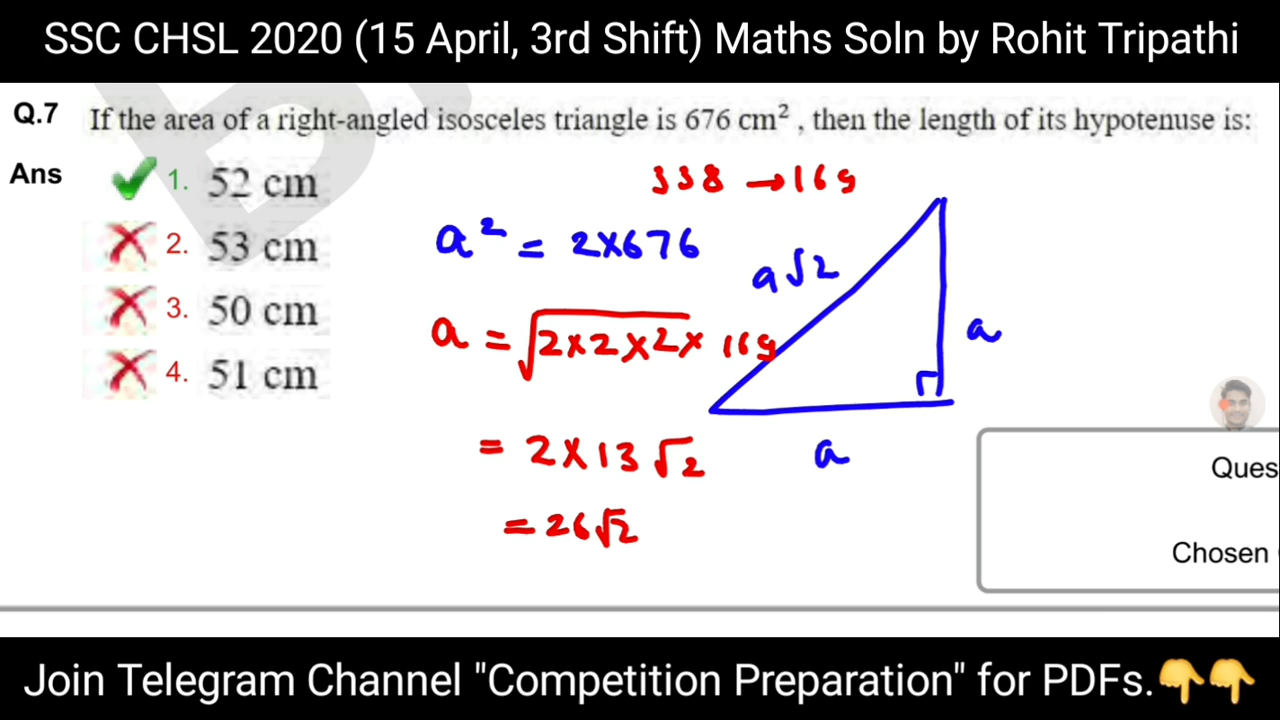 SSC CHSL 2020 (15 April, 3rd Shift) Maths Soln by Rohit Tripathi
Q.7 If the area of a right-angled isosceles triangle is 676 cm², then the length of its hypotenuse is:
Ans 1. 52 cm
2. 53 cm
3. 50 cm
4. 51 cm
338 → 169
a² = 2×676
a = √2×2×2×169
= 2×13√2
= 26√2
a√2
a
a
Ques
Chosen
Join Telegram Channel "Competition Preparation" for PDFs.👇👇